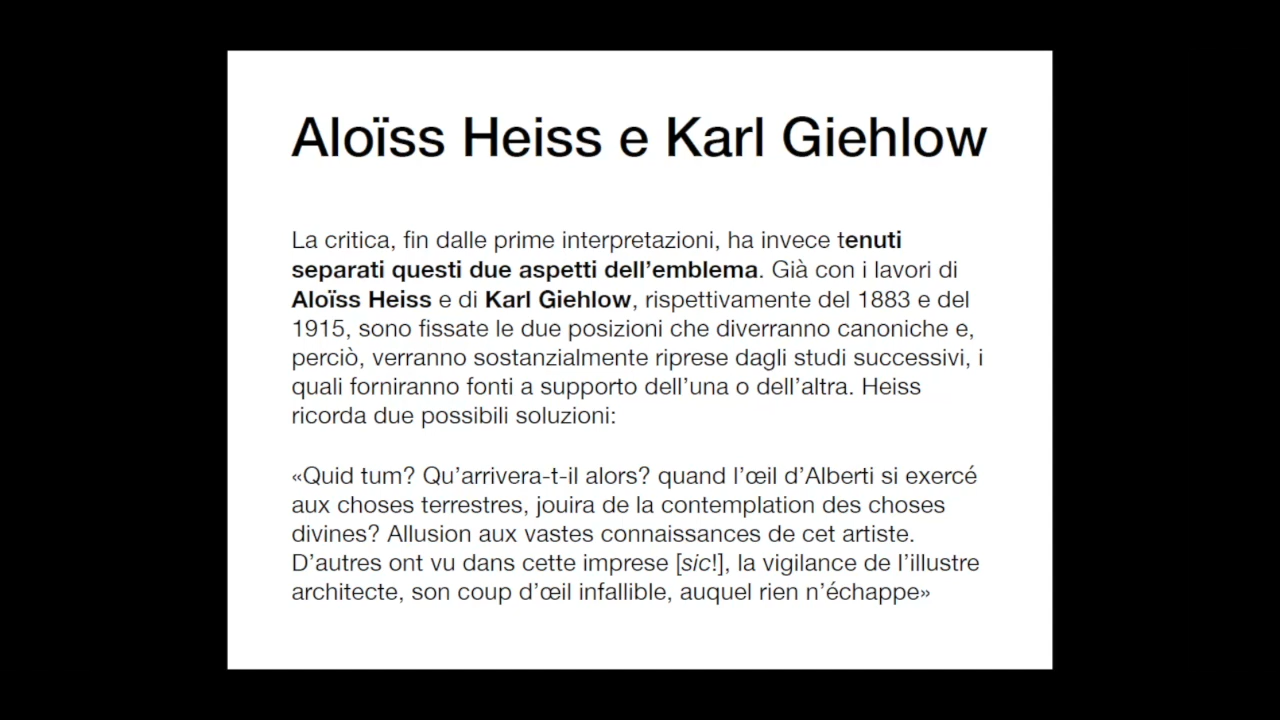 Aloïss Heiss e Karl Giehlow
La critica, fin dalle prime interpretazioni, ha invece tenuti
separati questi due aspetti dell’emblema. Già con i lavori di
Aloïss Heiss e di Karl Giehlow, rispettivamente del 1883 e del
1915, sono fissate le due posizioni che diverranno canoniche e,
perciò, verranno sostanzialmente riprese dagli studi successivi, i
quali forniranno fonti a supporto dell’una o dell’altra. Heiss
ricorda due possibili soluzioni:
«Quid tum? Qu’arrivera-t-il alors? quand l’œil d’Alberti si exercé
aux choses terrestres, jouira de la contemplation des choses
divines? Allusion aux vastes connaissances de cet artiste.
D’autres ont vu dans cette imprese [sic!], la vigilance de l’illustre
architecte, son coup d’œil infallible, auquel rien n’échappe»